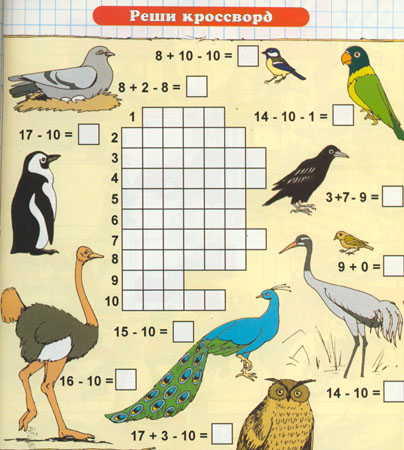 Реши кроссворд
8 + 10 - 10 =
8 + 2 - 8 =
14 - 10 - 1 =
17 - 10 =
3+7- 9 =
9 + 0 =
15 - 10 =
16 - 10 =
14 - 10 =
17 + 3 - 10 =
1
2
3
4
5
6
7
8
9
10